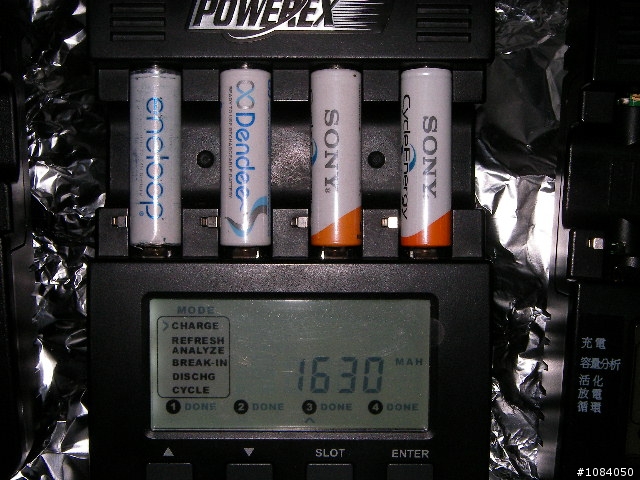 POWEREX
eneloop
Dendee
SONY
SONY
CycleEnergy
MODE
CHARGE
REFRESH
ANALYZE
BREAK-IN
DISCHG
CYCLE
1630 MAH
1 DONE 2 DONE 3 DONE 4 DONE
▲ ▼ SLOT ENTER
充電
容量分析
活化
放電
循環
#1084050